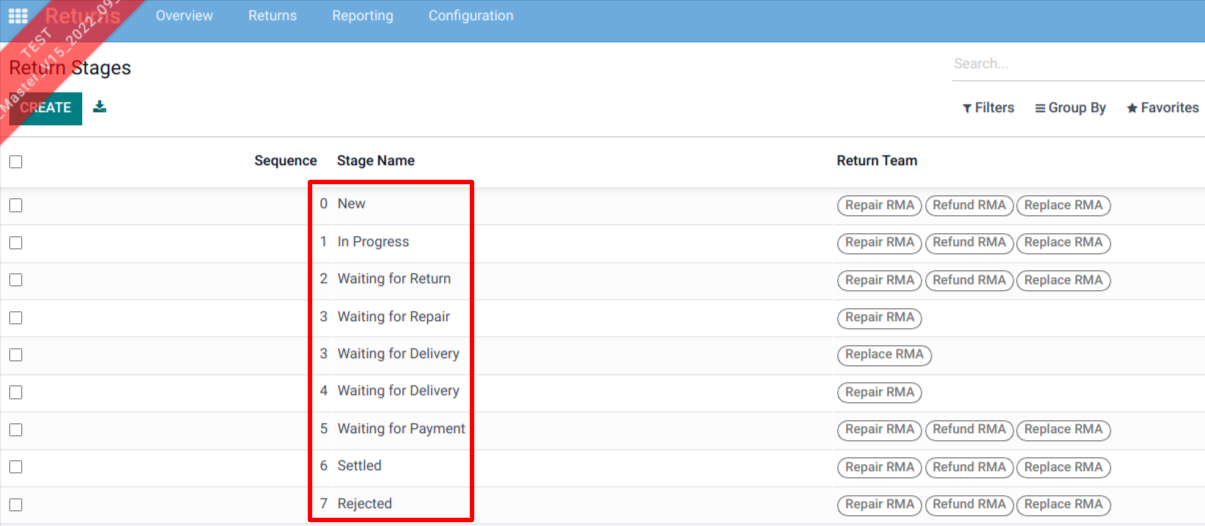 Returns Overview Returns Reporting Configuration
TEST
_Master_V15_2022_09_
Return Stages
Search...
CREATE
Filters Group By Favorites
Sequence Stage Name Return Team
0 New Repair RMA Refund RMA Replace RMA
1 In Progress Repair RMA Refund RMA Replace RMA
2 Waiting for Return Repair RMA Refund RMA Replace RMA
3 Waiting for Repair Repair RMA
3 Waiting for Delivery Replace RMA
4 Waiting for Delivery Repair RMA
5 Waiting for Payment Repair RMA Refund RMA Replace RMA
6 Settled Repair RMA Refund RMA Replace RMA
7 Rejected Repair RMA Refund RMA Replace RMA